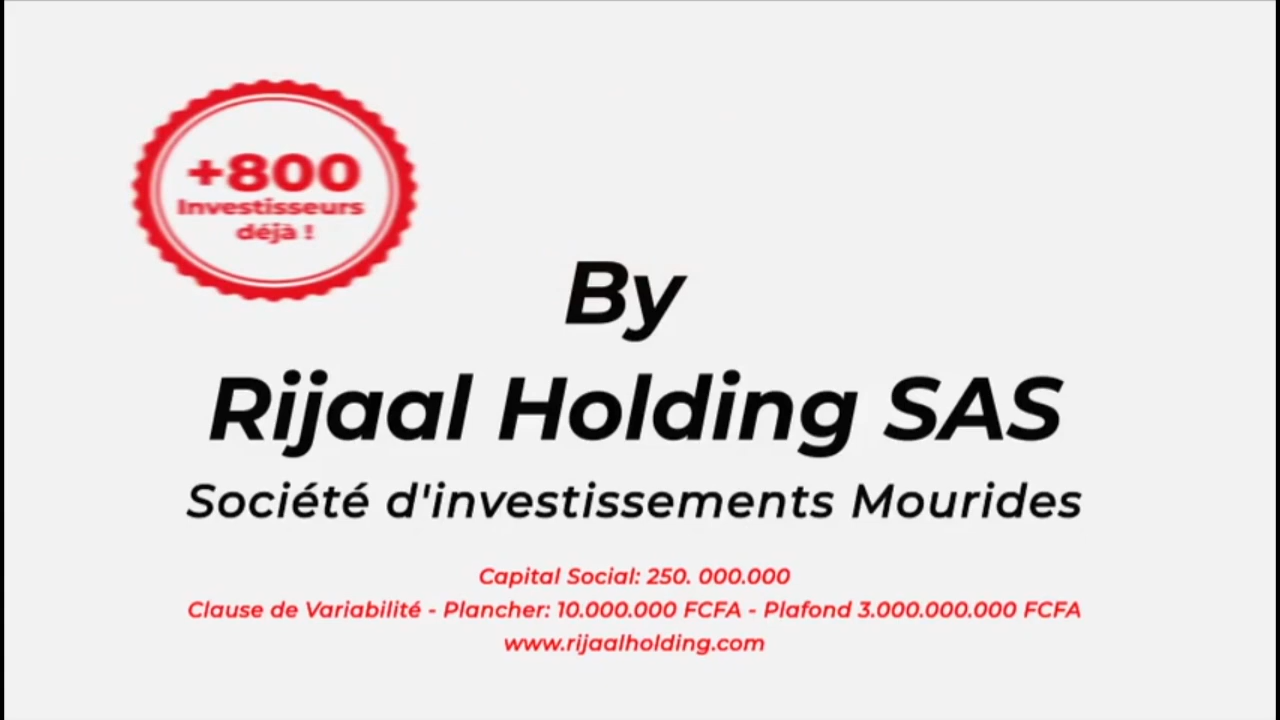 +800
Investisseurs
déjà !
By
Rijaal Holding SAS
Société d'investissements Mourides
Capital Social: 250. 000.000
Clause de Variabilité - Plancher: 10.000.000 FCFA - Plafond 3.000.000.000 FCFA
www.rijaalholding.com